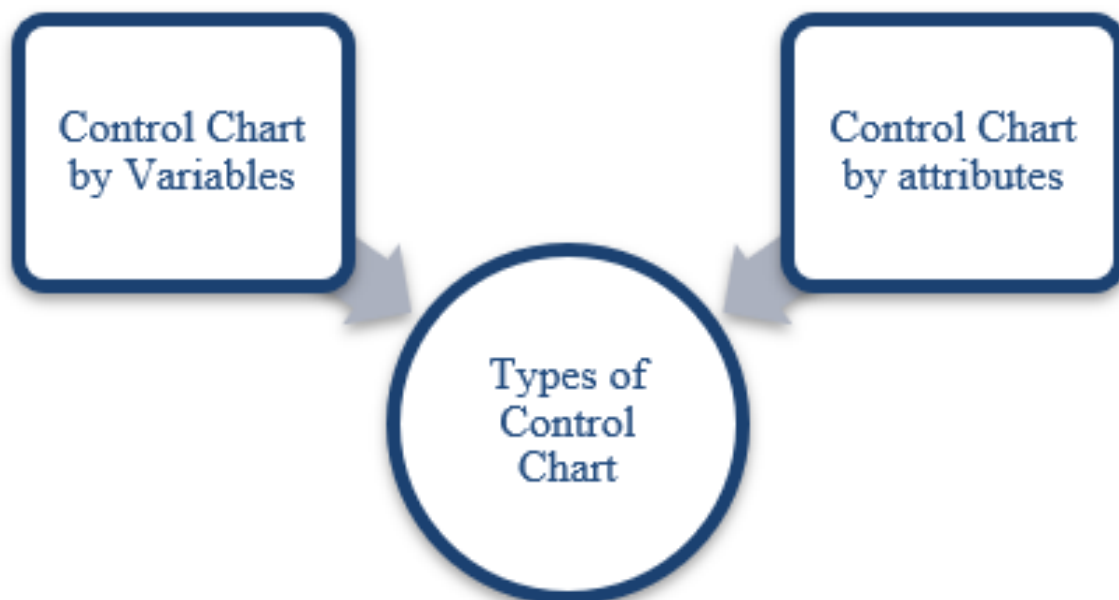 Control Chart
by Variables
Control Chart
by attributes
Types of
Control
Chart